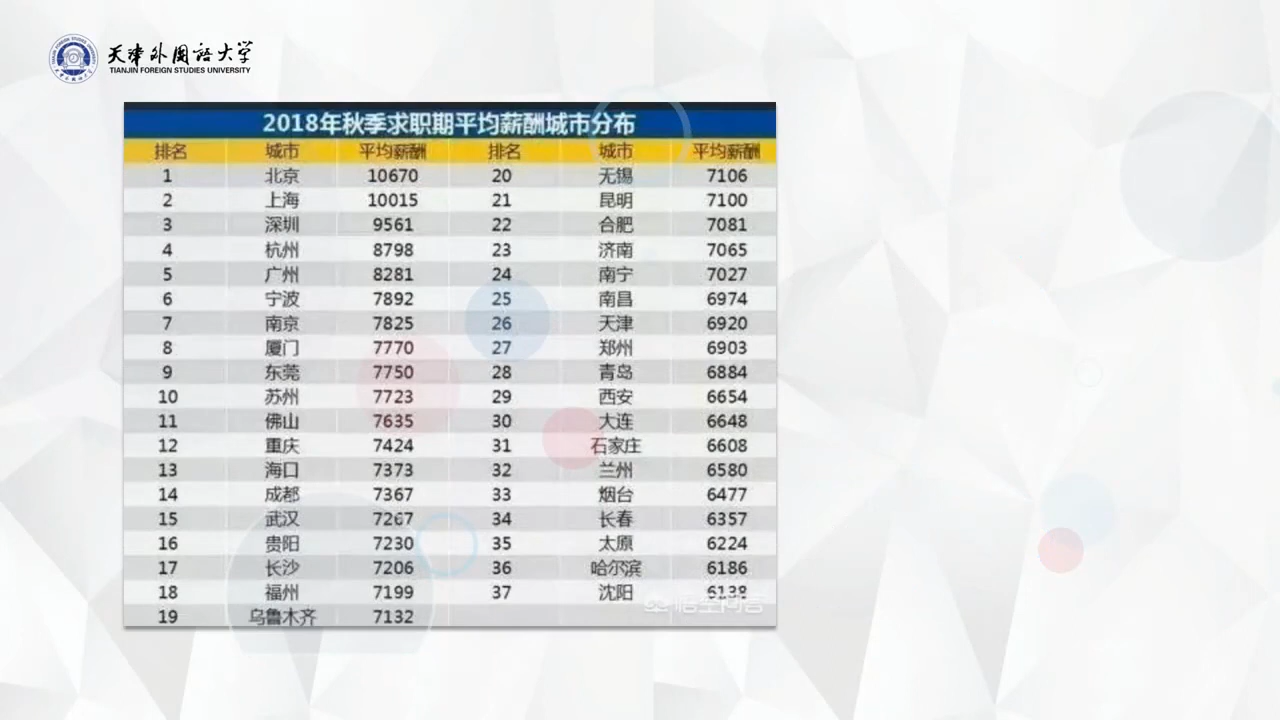 天津外国语大学
TIANJIN FOREIGN STUDIES UNIVERSITY
2018年秋季求职期平均薪酬城市分布
排名 城市 平均薪酬 排名 城市 平均薪酬
1 北京 10670 20 无锡 7106
2 上海 10015 21 昆明 7100
3 深圳 9561 22 合肥 7081
4 杭州 8798 23 济南 7065
5 广州 8281 24 南宁 7027
6 宁波 7892 25 南昌 6974
7 南京 7825 26 天津 6920
8 厦门 7770 27 郑州 6903
9 东莞 7750 28 青岛 6884
10 苏州 7723 29 西安 6654
11 佛山 7635 30 大连 6648
12 重庆 7424 31 石家庄 6608
13 海口 7373 32 兰州 6580
14 成都 7367 33 烟台 6477
15 武汉 7267 34 长春 6357
16 贵阳 7230 35 太原 6224
17 长沙 7206 36 哈尔滨 6186
18 福州 7199 37 沈阳 6138
悟空问答
19 乌鲁木齐 7132